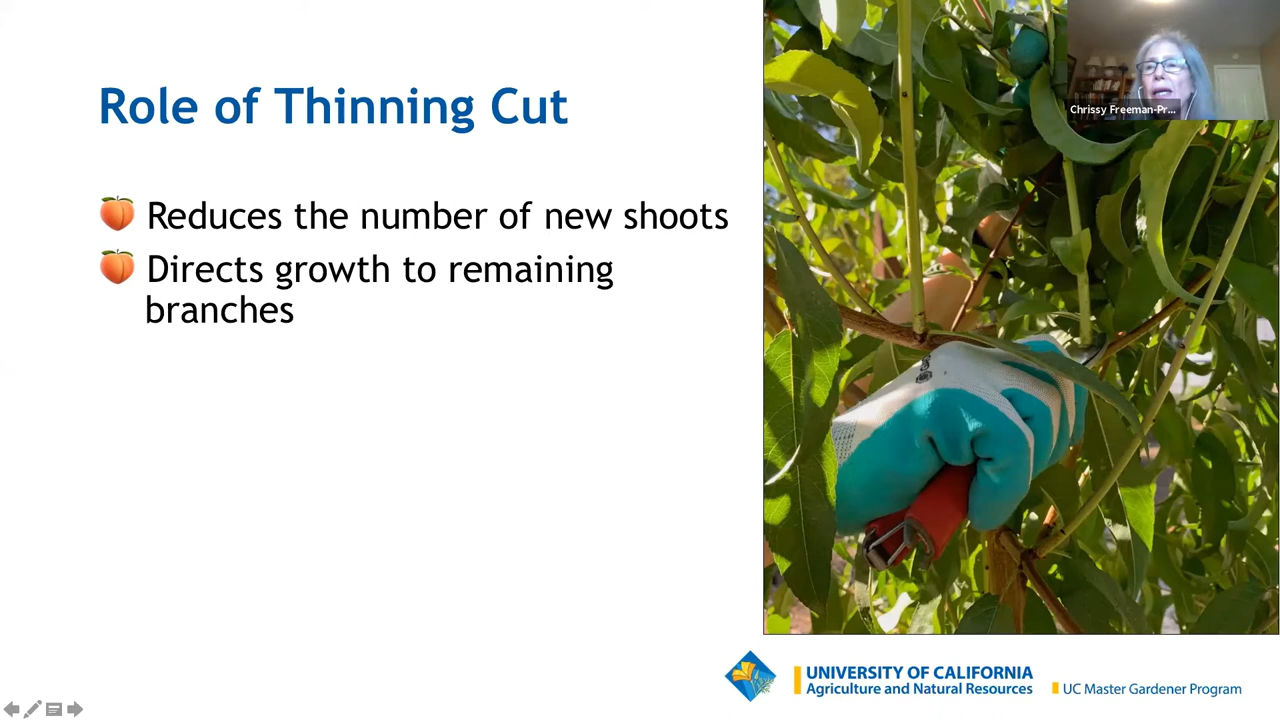 Role of Thinning Cut
Reduces the number of new shoots
Directs growth to remaining
branches
Chrissy Freeman-Pr...
UNIVERSITY OF CALIFORNIA
Agriculture and Natural Resources
UC Master Gardener Program